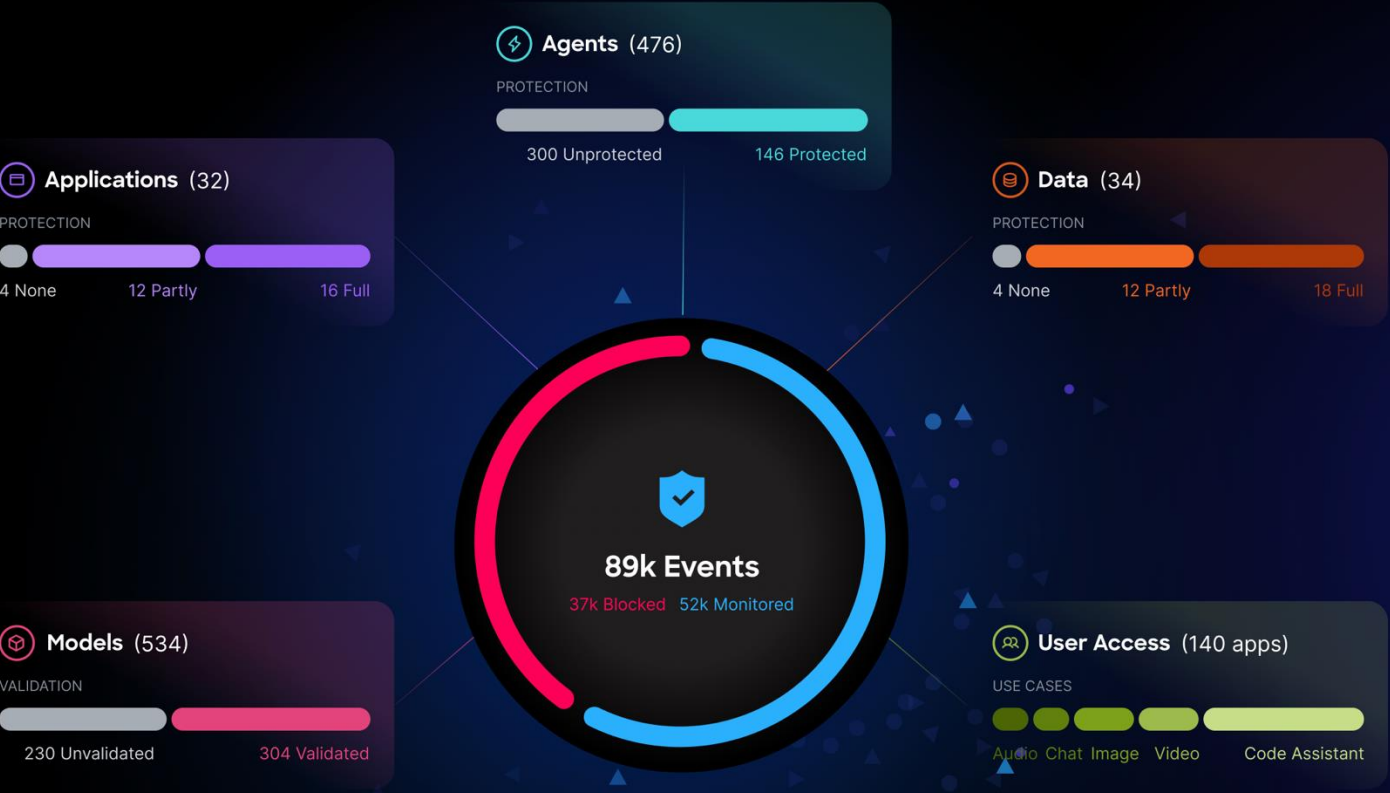 Agents (476)
PROTECTION
300 Unprotected 146 Protected
Applications (32)
PROTECTION
4 None 12 Partly 16 Full
Data (34)
PROTECTION
4 None 12 Partly 18 Full
89k Events
37k Blocked 52k Monitored
Models (534)
VALIDATION
230 Unvalidated 304 Validated
User Access (140 apps)
USE CASES
Audio Chat Image Video Code Assistant